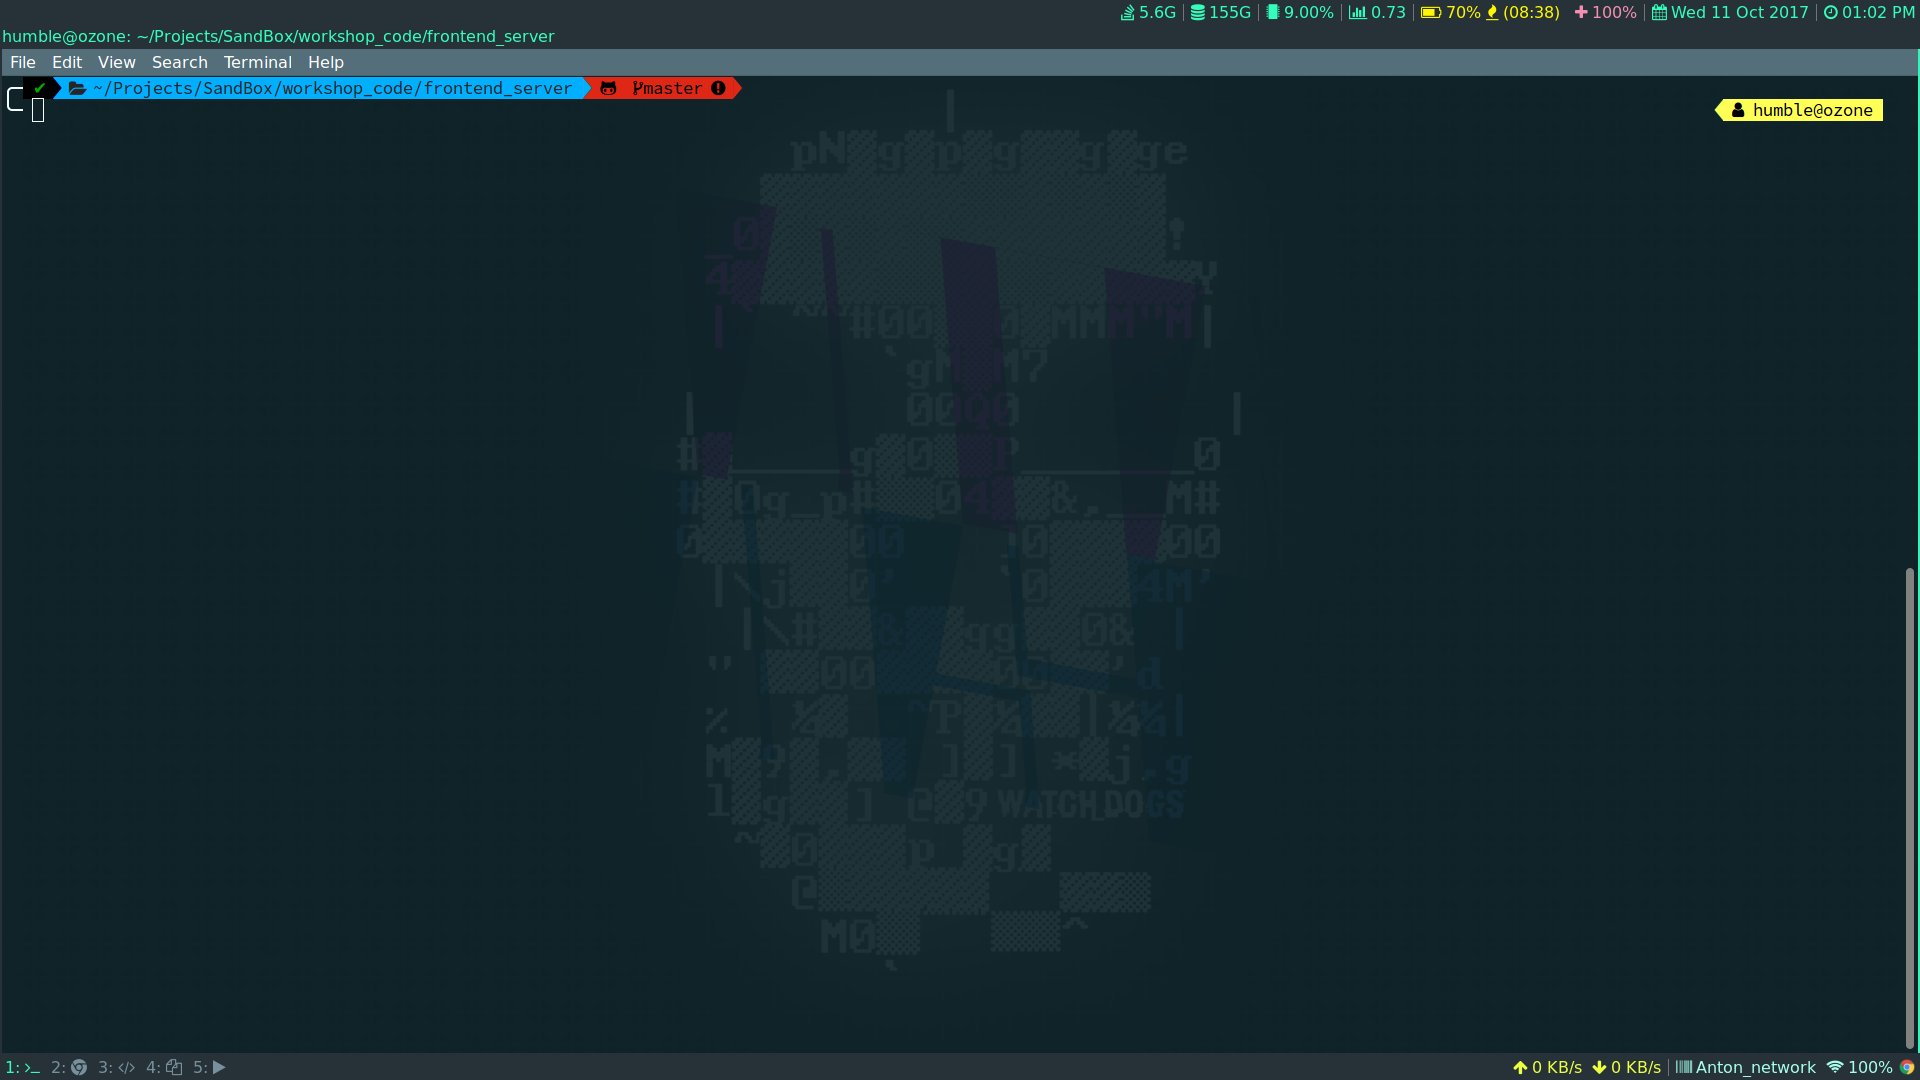 5.6G 155G 9.00% 0.73 70% (08:38) 100% Wed 11 Oct 2017 01:02 PM
humble@ozone: ~/Projects/SandBox/workshop_code/frontend_server
File Edit View Search Terminal Help
~/Projects/SandBox/workshop_code/frontend_server master
humble@ozone
WATCH_DOGS
1: 2: 3: 4: 5:
0 KB/s 0 KB/s Anton_network 100%